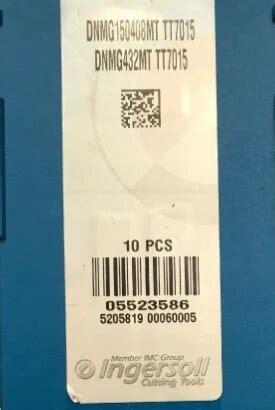 DNMG150408MT TT7015
DNMG432MT TT7015
10 PCS
05523586
5205819 00060005
Member IMC Group
Ingersoll
Cutting Tools